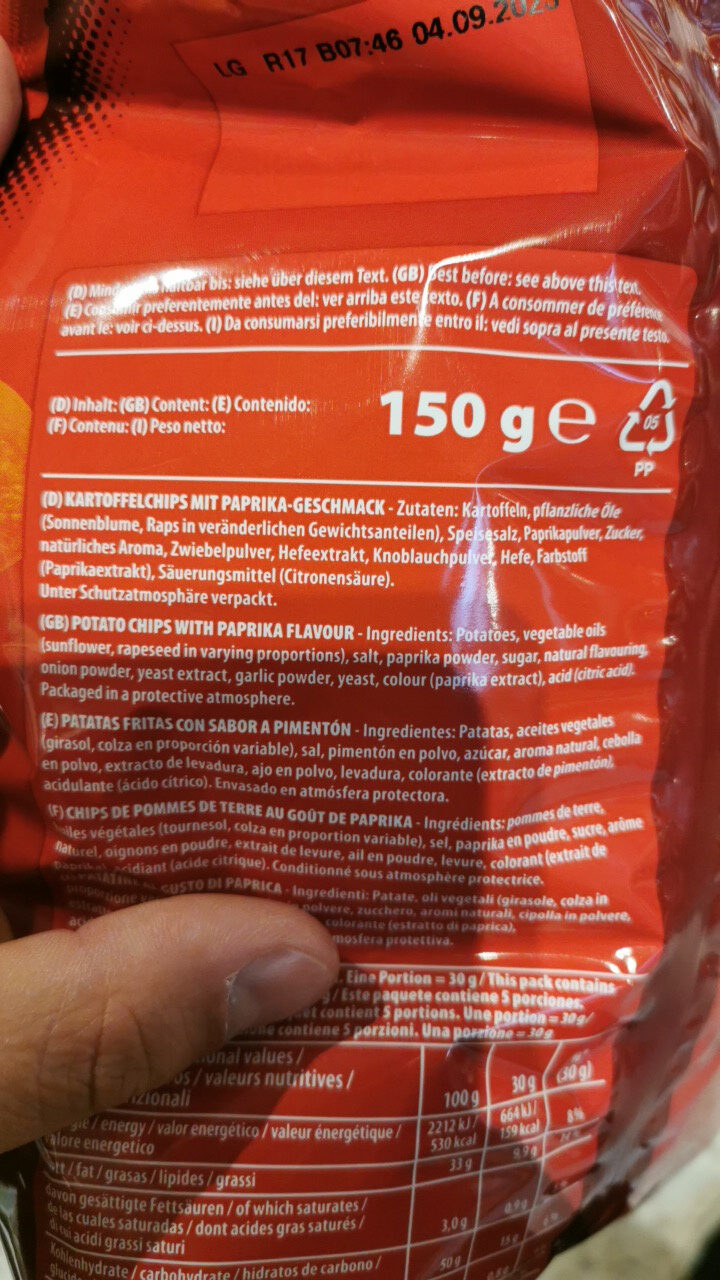 LG R17 B07:46 04.09.
(D) bis: siehe über diesem Text. (GB) Best before: see above this text.
(E) preferentemente antes del: ver arriba este texto. (F) A consommer de préférence
avant le: voir ci-dessus. (I) Da consumarsi preferibilmente entro il: vedi sopra al presente testo.
(D) Inhalt: (GB) Content: (E) Contenido:
(F) Contenu: (I) Peso netto:
150 g e
05
PP
(D) KARTOFFELCHIPS MIT PAPRIKA-GESCHMACK - Zutaten: Kartoffeln, pflanzliche Öle
(Sonnenblume, Raps in veränderlichen Gewichtsanteilen), Speisesalz, Paprikapulver, Zucker,
natürliches Aroma, Zwiebelpulver, Hefeextrakt, Knoblauchpulver, Hefe, Farbstoff
(Paprikaextrakt), Säuerungsmittel (Citronensäure).
Unter Schutzatmosphäre verpackt.
(GB) POTATO CHIPS WITH PAPRIKA FLAVOUR - Ingredients: Potatoes, vegetable oils
(sunflower, rapeseed in varying proportions), salt, paprika powder, sugar, natural flavouring,
onion powder, yeast extract, garlic powder, yeast, colour (paprika extract), acid (citric acid).
Packaged in a protective atmosphere.
(E) PATATAS FRITAS CON SABOR A PIMENTÓN - Ingredientes: Patatas, aceites vegetales
(girasol, colza en proporción variable), sal, pimentón en polvo, azúcar, aroma natural, cebolla
en polvo, extracto de levadura, ajo en polvo, levadura, colorante (extracto de pimentón),
acidulante (ácido cítrico). Envasado en atmósfera protectora.
(F) CHIPS DE POMMES DE TERRE AU GOÛT DE PAPRIKA - Ingrédients: pommes de terre,
végétales (tournesol, colza en proportion variable), sel, paprika en poudre, sucre, arôme
naturel, oignons en poudre, extrait de levure, ail en poudre, levure, colorant (extrait de
(acide citrique). Conditionné sous atmosphère protectrice.
GUSTO DI PAPRICA - Ingredienti: Patate, oli vegetali (girasole, colza in
polvere, zucchero, aromi naturali, cipolla in polvere,
colorante (estratto di paprica),
protettiva.
Eine Portion = 30 g / This pack contains
/ Este paquete contiene 5 porciones.
contient 5 portions. Une portion = 30 g /
contiene 5 porzioni. Una porzione = 30 g
values /
/ valeurs nutritives /
100 g 30 g (30 g)
/ energy / valor energético / valeur énergétique / 2212 kJ / 664 kJ / 8%
energetico 530 kcal 159 kcal
/ fat / grasas / lipides / grassi 33 g 9,9 g
davon gesättigte Fettsäuren / of which saturates /
de las cuales saturadas / dont acides gras saturés / 3,0 g 0,9 g
di cui acidi grassi saturi
Kohlenhydrate / carbohydrate / hidratos de carbono / 50 g 15 g